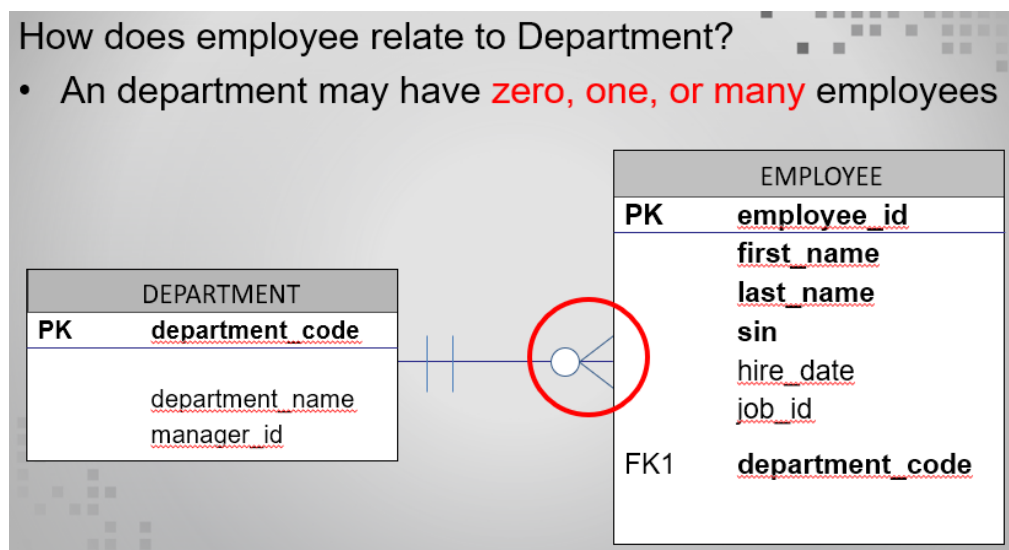 How does employee relate to Department?
• An department may have zero, one, or many employees
EMPLOYEE
PK employee_id
first_name
last_name
sin
hire_date
job_id
FK1 department_code
DEPARTMENT
PK department_code
department_name
manager_id